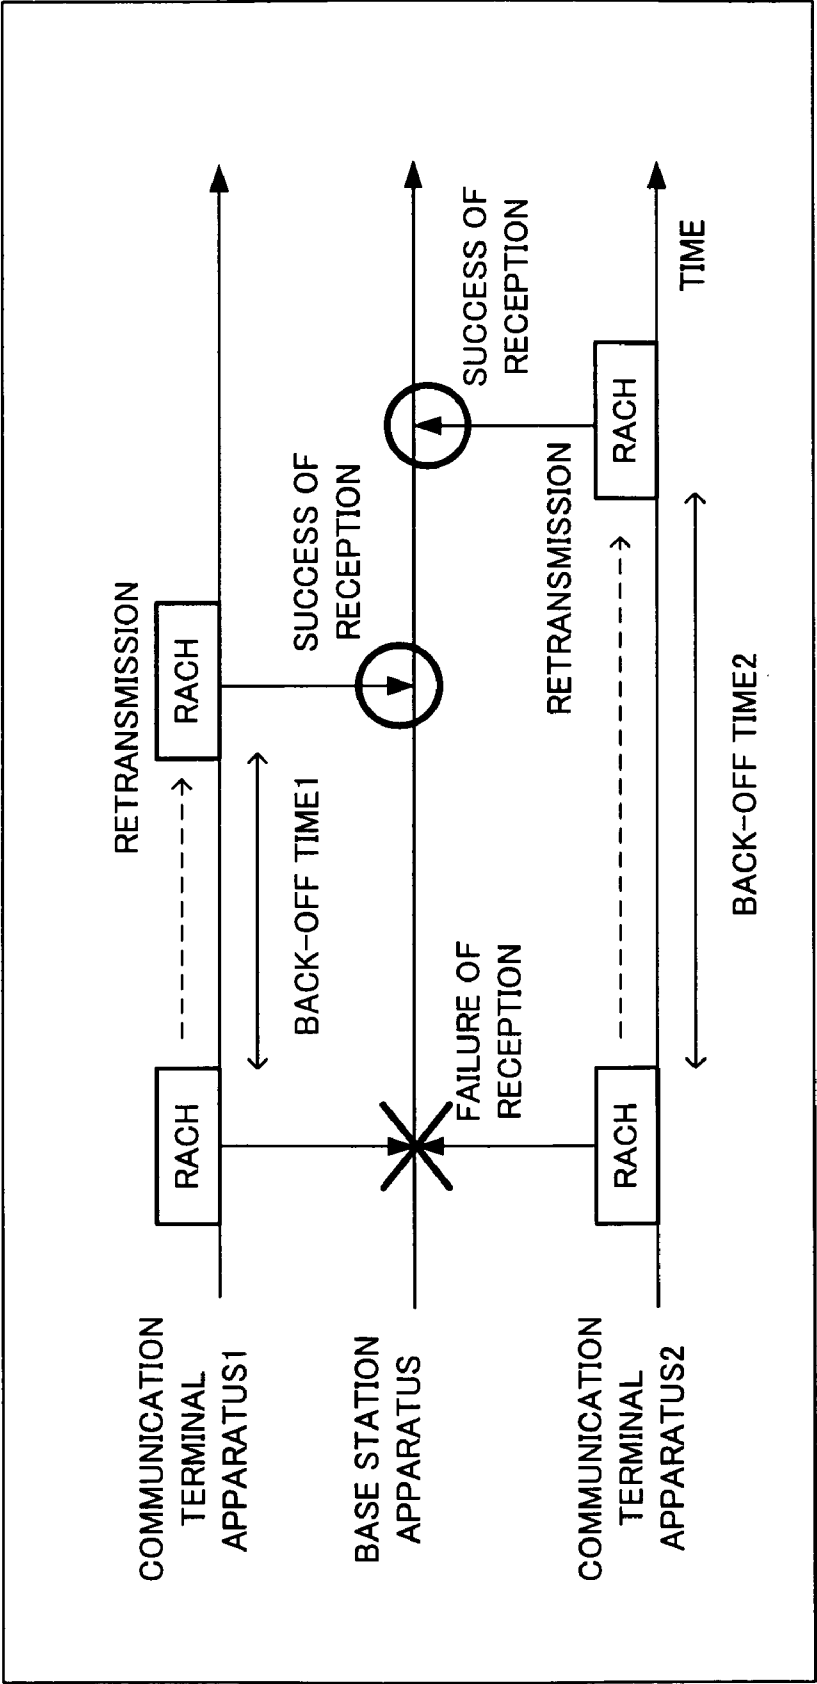 COMMUNICATION
TERMINAL
APPARATUS1
RACH
BACK-OFF TIME1
RETRANSMISSION
RACH
SUCCESS OF
RECEPTION
BASE STATION
APPARATUS
FAILURE OF
RECEPTION
SUCCESS OF
RECEPTION
COMMUNICATION
TERMINAL
APPARATUS2
RACH
BACK-OFF TIME2
RETRANSMISSION
RACH
TIME